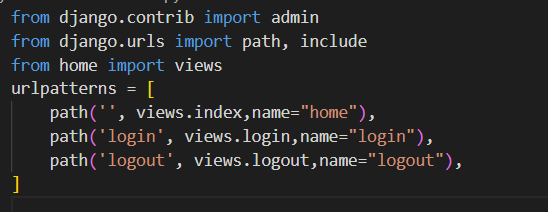 from django.contrib import admin
from django.urls import path, include
from home import views
urlpatterns = [
    path('', views.index,name="home"),
    path('login', views.login,name="login"),
    path('logout', views.logout,name="logout"),
]